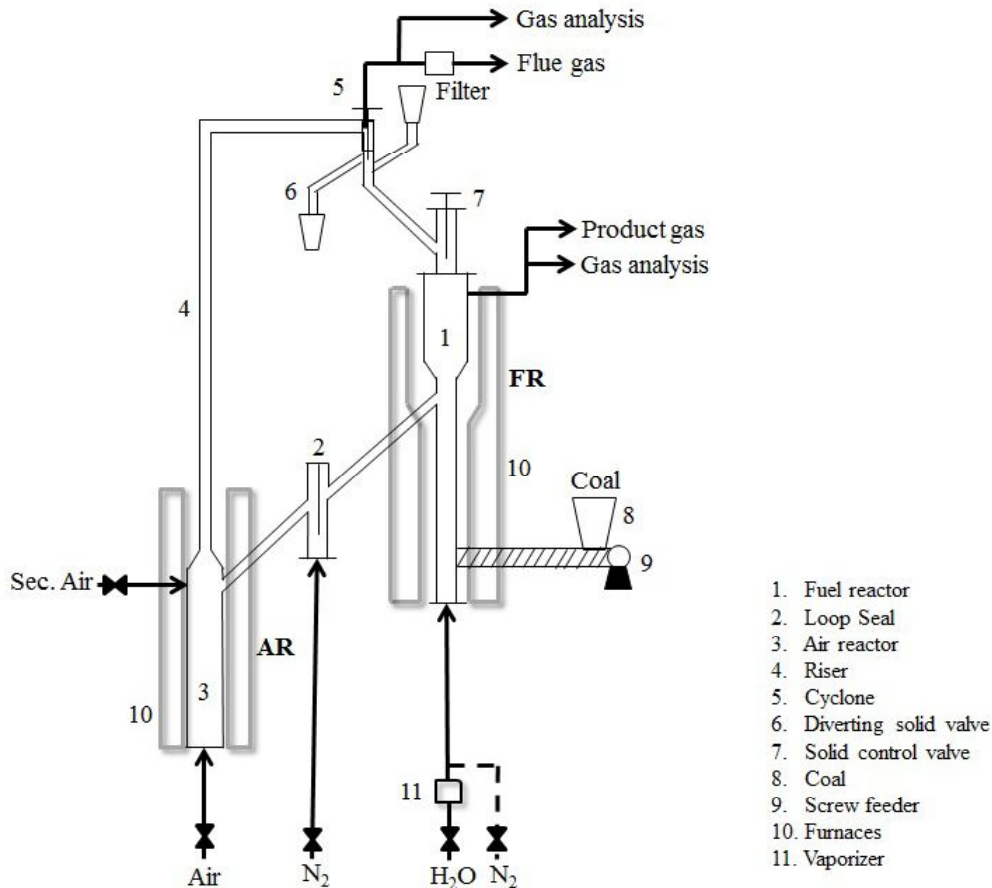 Gas analysis
Flue gas
Filter
5
6
7
Product gas
Gas analysis
4
1
FR
2
10
Coal
8
9
Sec. Air
AR
3
10
11
Air
N₂
H₂O
N₂
1. Fuel reactor
2. Loop Seal
3. Air reactor
4. Riser
5. Cyclone
6. Diverting solid valve
7. Solid control valve
8. Coal
9. Screw feeder
10. Furnaces
11. Vaporizer